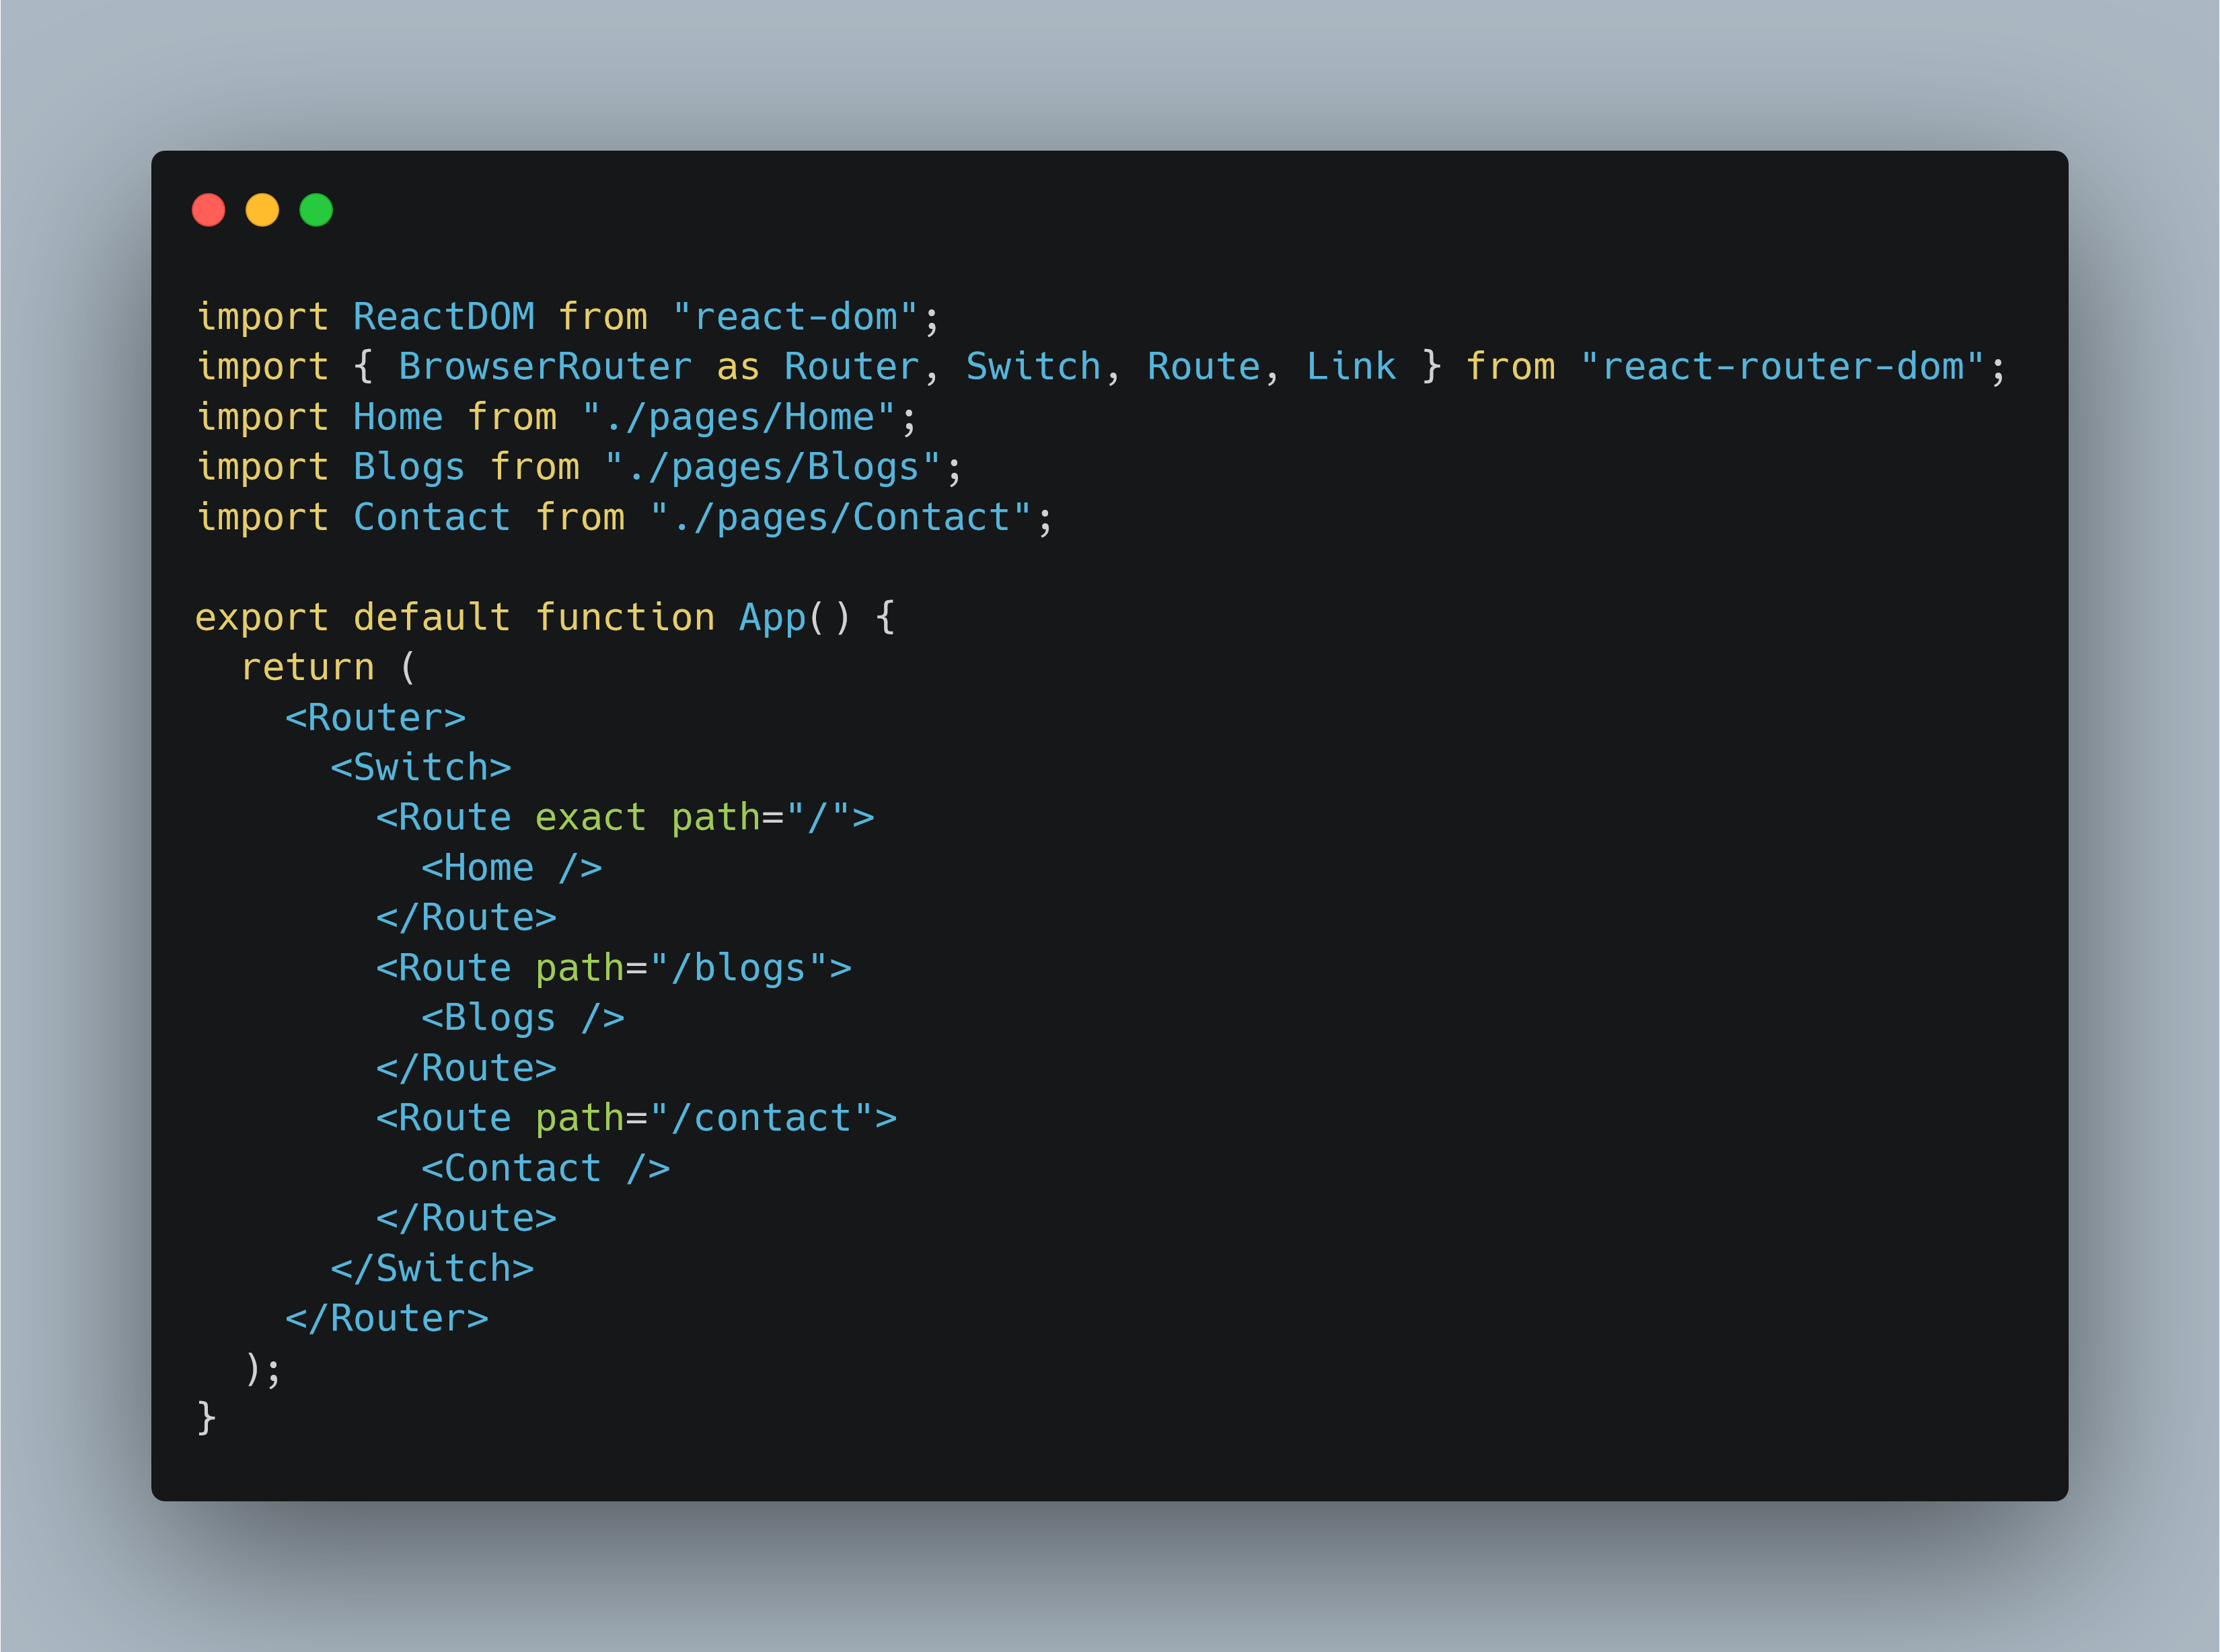 import ReactDOM from "react-dom";
import { BrowserRouter as Router, Switch, Route, Link } from "react-router-dom";
import Home from "./pages/Home";
import Blogs from "./pages/Blogs";
import Contact from "./pages/Contact";

export default function App() {
  return (
    <Router>
      <Switch>
        <Route exact path="/">
          <Home />
        </Route>
        <Route path="/blogs">
          <Blogs />
        </Route>
        <Route path="/contact">
          <Contact />
        </Route>
      </Switch>
    </Router>
  );
}